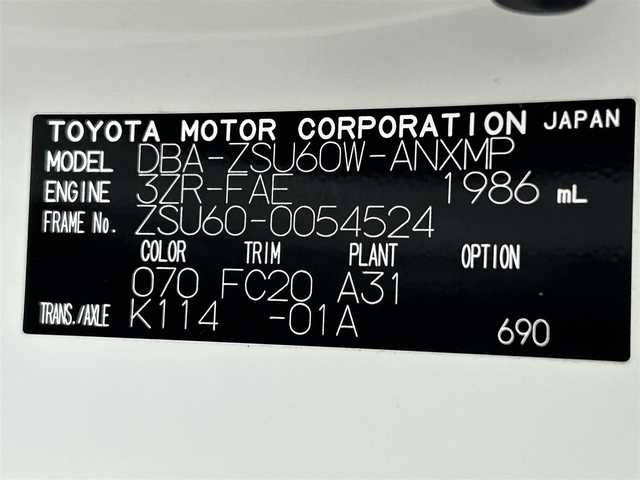 TOYOTA MOTOR CORPORATION JAPAN
MODEL DBA-ZSU60W-ANXMP
ENGINE 3ZR-FAE 1986 mL
FRAME No. ZSU60-0054524
COLOR TRIM PLANT OPTION
070 FC20 A31
TRANS./AXLE K114 -01A
690